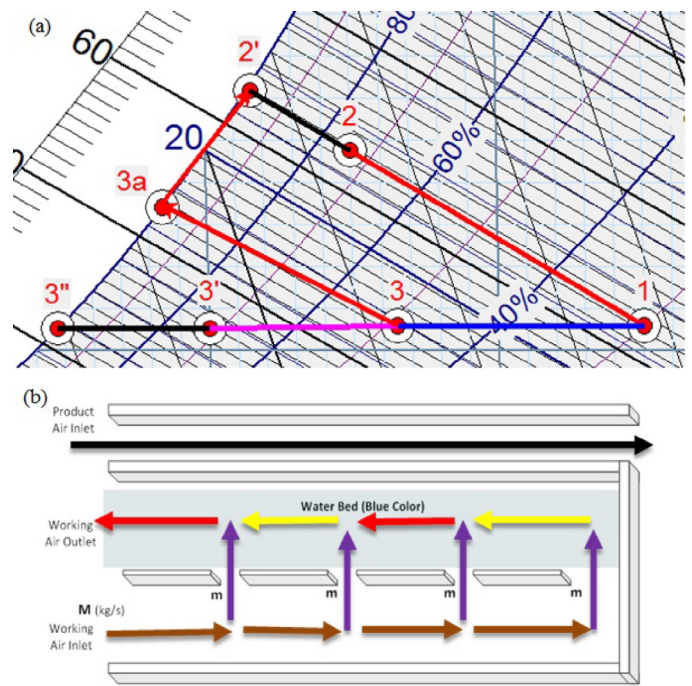 (a)
60
2'
80
20
2
60%
3a
3"
3'
3
40%
1
(b)
Product
Air Inlet
Water Bed (Blue Color)
Working
Air Outlet
m
m
m
m
M (kg/s)
Working
Air Inlet